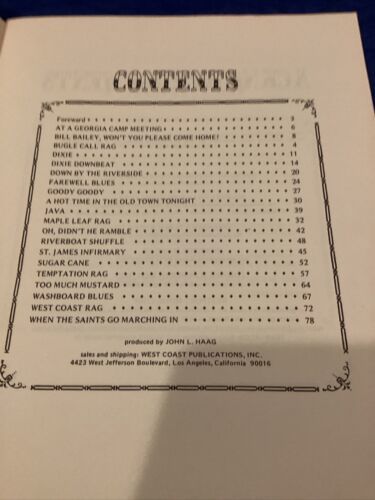 CONTENTS
Foreward 3
AT A GEORGIA CAMP MEETING 6
BILL BAILEY, WON'T YOU PLEASE COME HOME! 8
BUGLE CALL RAG 4
DIXIE 11
DIXIE DOWNBEAT 14
DOWN BY THE RIVERSIDE 20
FAREWELL BLUES 24
GOODY GOODY 27
A HOT TIME IN THE OLD TOWN TONIGHT 30
JAVA 39
MAPLE LEAF RAG 32
OH, DIDN'T HE RAMBLE 42
RIVERBOAT SHUFFLE 48
ST. JAMES INFIRMARY 45
SUGAR CANE 52
TEMPTATION RAG 57
TOO MUCH MUSTARD 64
WASHBOARD BLUES 67
WEST COAST RAG 72
WHEN THE SAINTS GO MARCHING IN 78
produced by JOHN L. HAAG
sales and shipping: WEST COAST PUBLICATIONS, INC.
4423 West Jefferson Boulevard, Los Angeles, California 90016